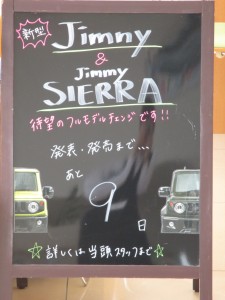 新型
Jimny
&
Jimny
SIERRA
待望のフルモデルチェンジです!!
発表・発売まで...
あと
9
日
☆詳しくは当店スタッフまで☆